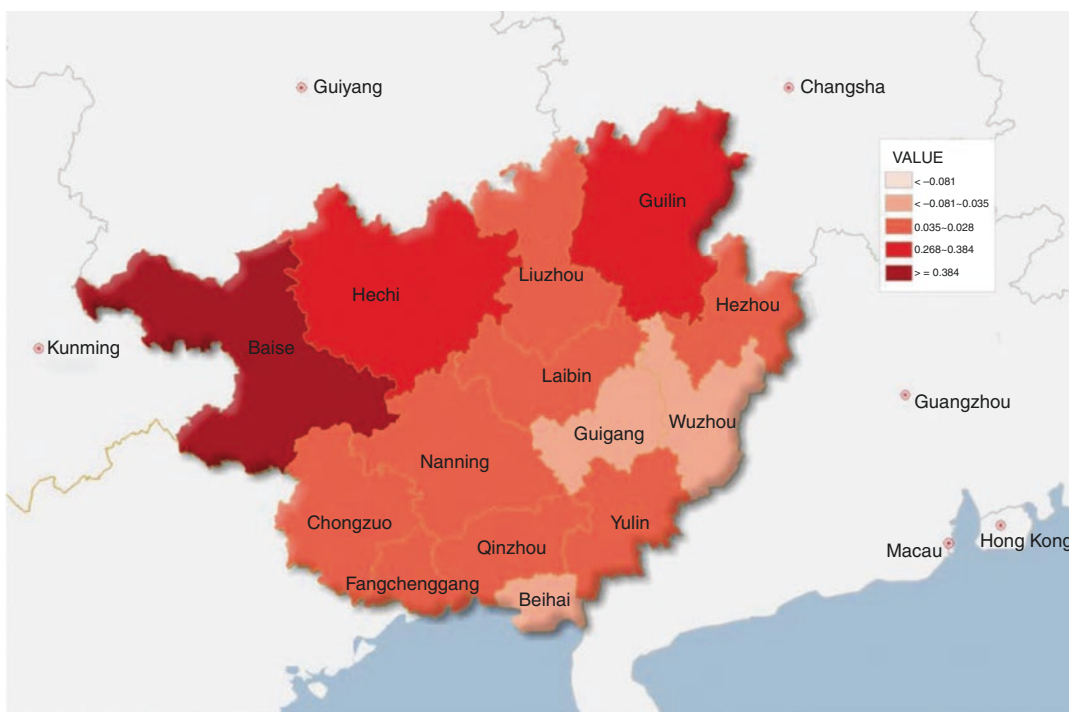 Guiyang
Changsha
VALUE
< –0.081
< –0.081–0.035
0.035–0.028
0.268–0.384
> = 0.384
Guilin
Liuzhou
Hechi
Hezhou
Kunming
Baise
Laibin
Guangzhou
Wuzhou
Guigang
Nanning
Chongzuo
Yulin
Qinzhou
Hong Kong
Macau
Fangchenggang
Beihai